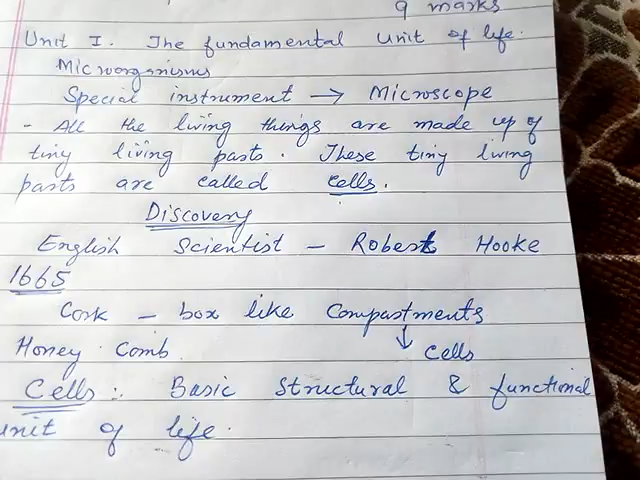 9 marks
Unit I. The fundamental Unit of life.
Microorganisms
Special instrument → Microscope
- All the living things are made up of
tiny living parts. These tiny living
parts are called cells.
Discovery
English Scientist - Robert Hooke
1665
Cork - box like Compartments
↓
Honey Comb. Cells
Cells :- Basic Structural & functional
unit of life.